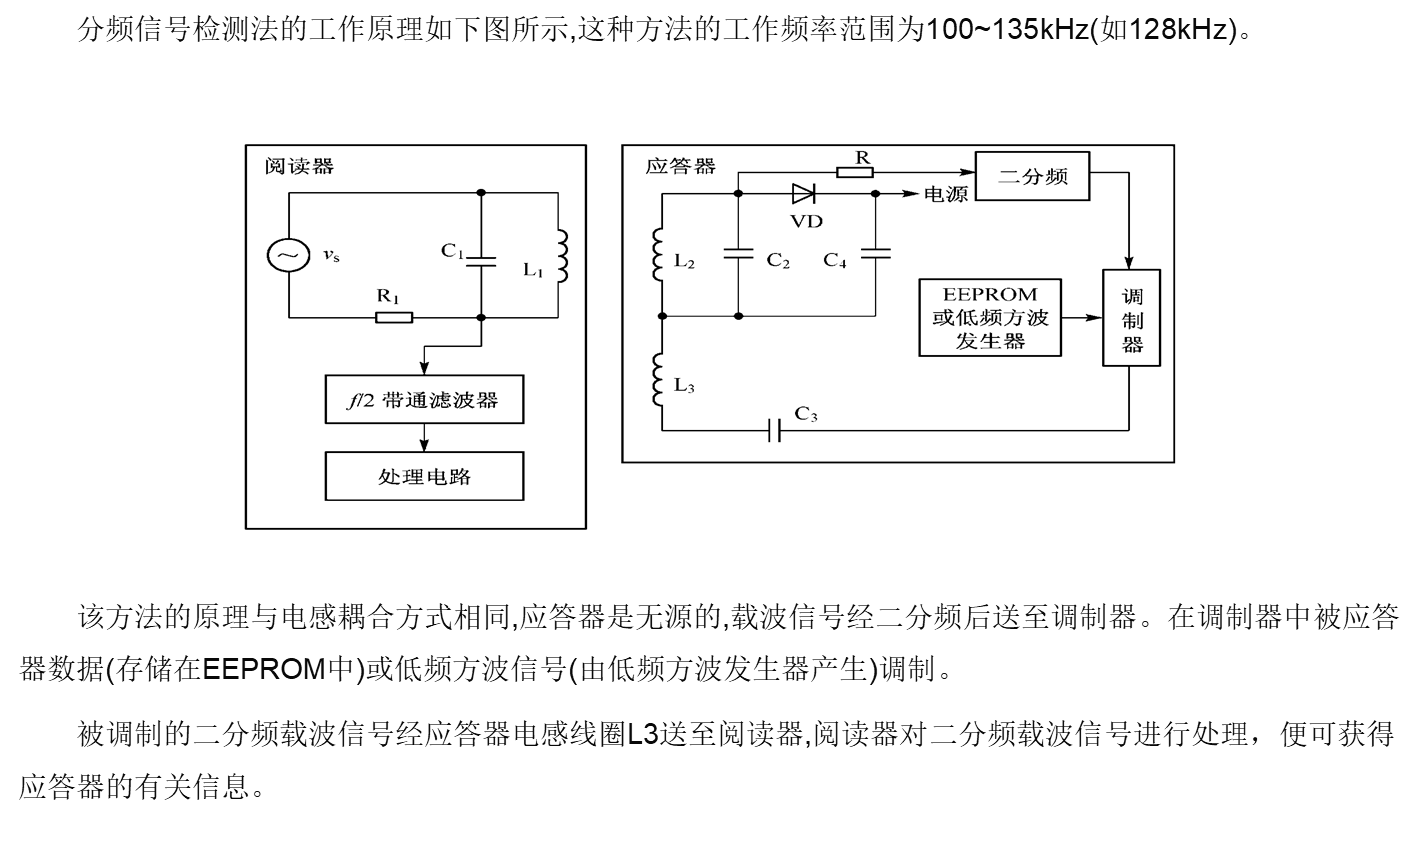 分频信号检测法的工作原理如下图所示,这种方法的工作频率范围为100~135kHz(如128kHz)。
阅读器
vs
C1
L1
R1
f/2 带通滤波器
处理电路
应答器
R
二分频
电源
VD
L2
C2
C4
EEPROM
或低频方波
发生器
调
制
器
L3
C3
该方法的原理与电感耦合方式相同,应答器是无源的,载波信号经二分频后送至调制器。在调制器中被应答
器数据(存储在EEPROM中)或低频方波信号(由低频方波发生器产生)调制。
被调制的二分频载波信号经应答器电感线圈L3送至阅读器,阅读器对二分频载波信号进行处理，便可获得
应答器的有关信息。